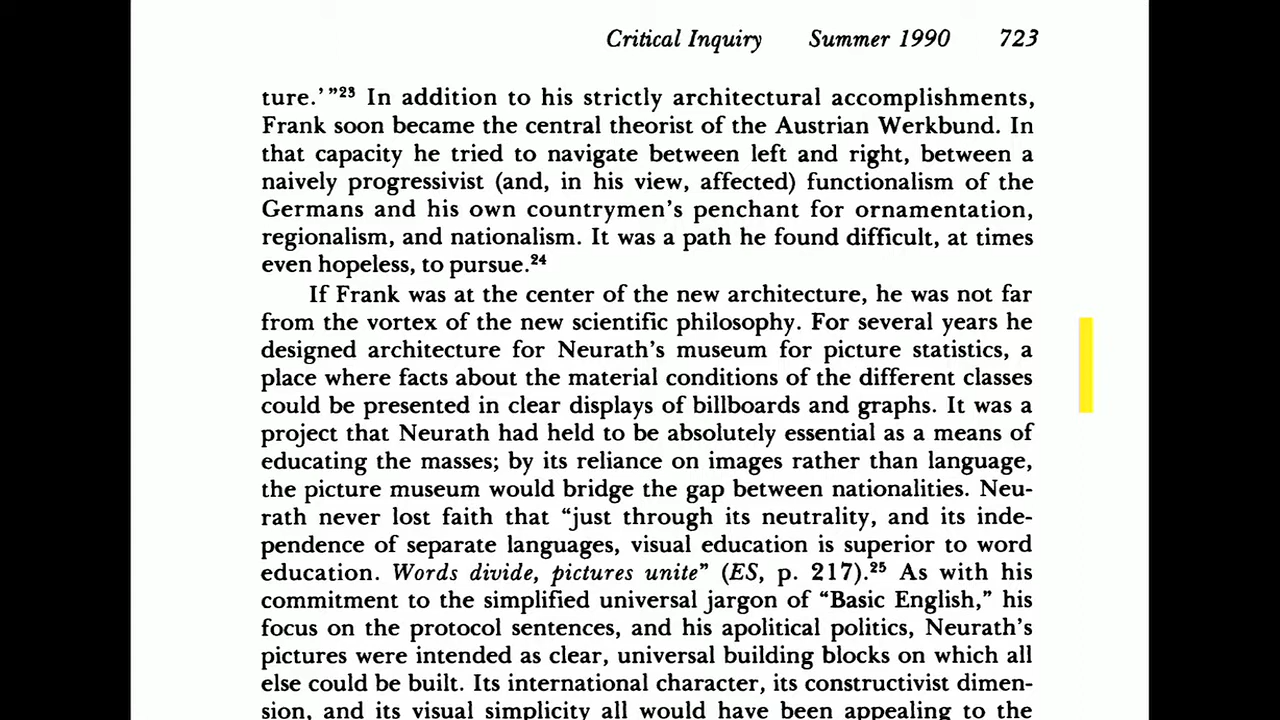 Critical Inquiry Summer 1990 723
ture.’”23 In addition to his strictly architectural accomplishments,
Frank soon became the central theorist of the Austrian Werkbund. In
that capacity he tried to navigate between left and right, between a
naively progressivist (and, in his view, affected) functionalism of the
Germans and his own countrymen’s penchant for ornamentation,
regionalism, and nationalism. It was a path he found difficult, at times
even hopeless, to pursue.24
If Frank was at the center of the new architecture, he was not far
from the vortex of the new scientific philosophy. For several years he
designed architecture for Neurath’s museum for picture statistics, a
place where facts about the material conditions of the different classes
could be presented in clear displays of billboards and graphs. It was a
project that Neurath had held to be absolutely essential as a means of
educating the masses; by its reliance on images rather than language,
the picture museum would bridge the gap between nationalities. Neu-
rath never lost faith that “just through its neutrality, and its inde-
pendence of separate languages, visual education is superior to word
education. Words divide, pictures unite” (ES, p. 217).25 As with his
commitment to the simplified universal jargon of “Basic English,” his
focus on the protocol sentences, and his apolitical politics, Neurath’s
pictures were intended as clear, universal building blocks on which all
else could be built. Its international character, its constructivist dimen-
sion, and its visual simplicity all would have been appealing to the